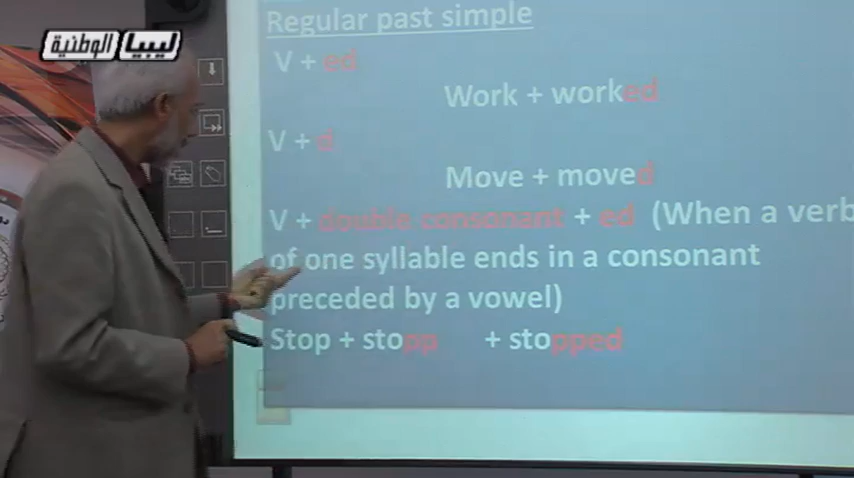 ليبيا الوطنية
Regular past simple
V + ed
Work + worked
V + d
Move + moved
V + double consonant + ed (When a verb
of one syllable ends in a consonant
preceded by a vowel)
Stop + stopp + stopped